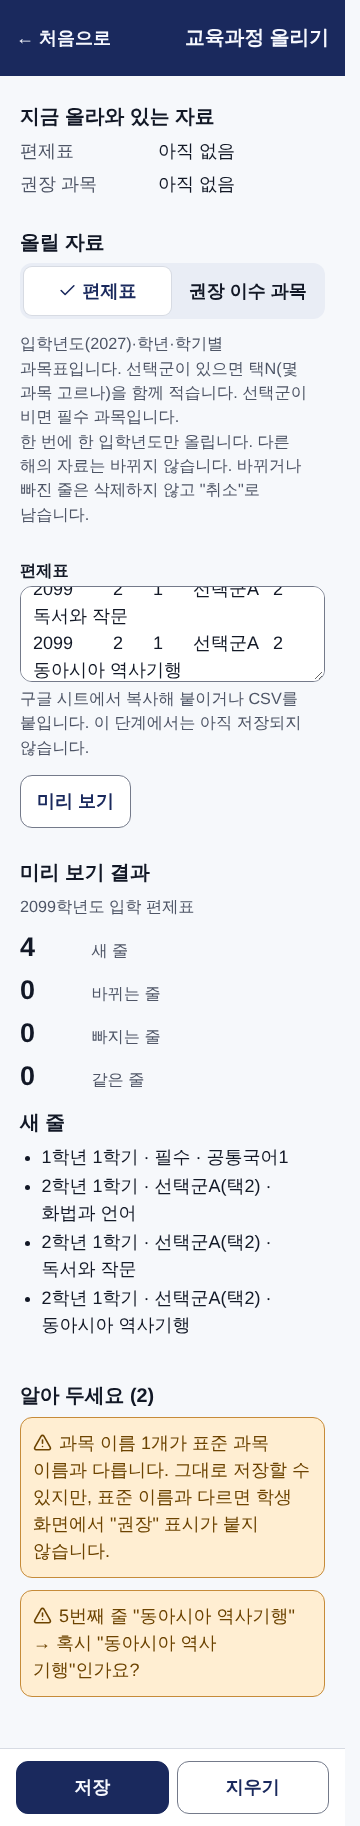 ← 처음으로
교육과정 올리기
지금 올라와 있는 자료
편제표 아직 없음
권장 과목 아직 없음
올릴 자료
편제표 권장 이수 과목
입학년도(2027)·학년·학기별
과목표입니다. 선택군이 있으면 택N(몇
과목 고르나)을 함께 적습니다. 선택군이
비면 필수 과목입니다.
한 번에 한 입학년도만 올립니다. 다른
해의 자료는 바뀌지 않습니다. 바뀌거나
빠진 줄은 삭제하지 않고 "취소"로
남습니다.
편제표
2099 2 1 선택군A 2
독서와 작문
2099 2 1 선택군A 2
동아시아 역사기행
구글 시트에서 복사해 붙이거나 CSV를
붙입니다. 이 단계에서는 아직 저장되지
않습니다.
미리 보기
미리 보기 결과
2099학년도 입학 편제표
4 새 줄
0 바뀌는 줄
0 빠지는 줄
0 같은 줄
새 줄
• 1학년 1학기 · 필수 · 공통국어1
• 2학년 1학기 · 선택군A(택2) ·
화법과 언어
• 2학년 1학기 · 선택군A(택2) ·
독서와 작문
• 2학년 1학기 · 선택군A(택2) ·
동아시아 역사기행
알아 두세요 (2)
과목 이름 1개가 표준 과목
이름과 다릅니다. 그대로 저장할 수
있지만, 표준 이름과 다르면 학생
화면에서 "권장" 표시가 붙지
않습니다.
5번째 줄 "동아시아 역사기행"
→ 혹시 "동아시아 역사
기행"인가요?
저장 지우기